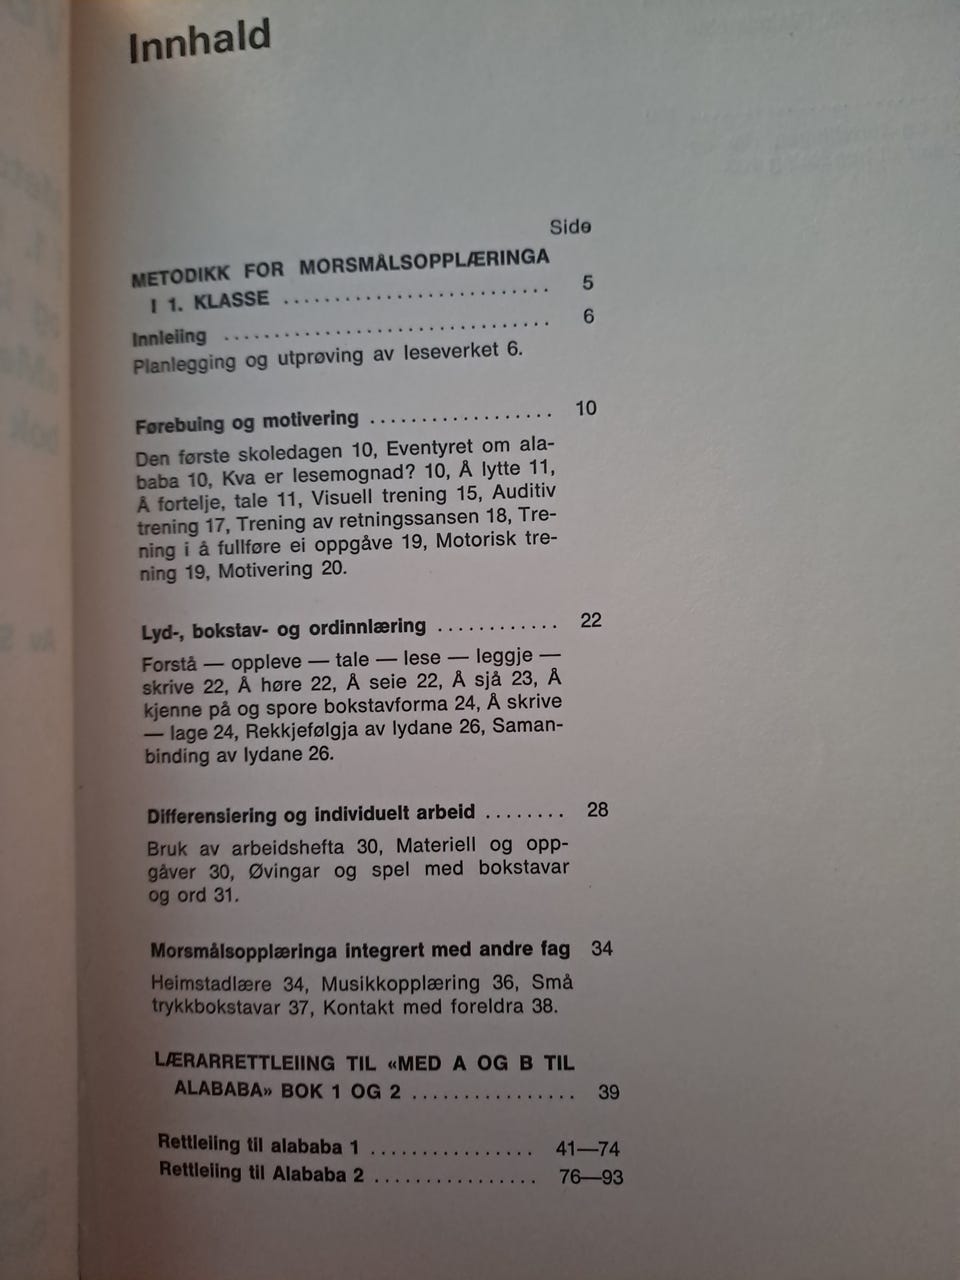 Innhald
Side
METODIKK FOR MORSMÅLSOPPLÆRINGA
I 1. KLASSE .......................... 5
Innleiing ................................ 6
Planlegging og utprøving av leseverket 6.
Førebuing og motivering .................. 10
Den første skoledagen 10, Eventyret om ala-
baba 10, Kva er lesemognad? 10, Å lytte 11,
Å fortelje, tale 11, Visuell trening 15, Auditiv
trening 17, Trening av retningssansen 18, Tre-
ning i å fullføre ei oppgåve 19, Motorisk tre-
ning 19, Motivering 20.
Lyd-, bokstav- og ordinnlæring ............ 22
Forstå — oppleve — tale — lese — leggje —
skrive 22, Å høre 22, Å seie 22, Å sjå 23, Å
kjenne på og spore bokstavforma 24, Å skrive
— lage 24, Rekkjefølgja av lydane 26, Saman-
binding av lydane 26.
Differensiering og individuelt arbeid ........ 28
Bruk av arbeidshefta 30, Materiell og opp-
gåver 30, Øvingar og spel med bokstavar
og ord 31.
Morsmålsopplæringa integrert med andre fag 34
Heimstadlære 34, Musikkopplæring 36, Små
trykkbokstavar 37, Kontakt med foreldra 38.
LÆRARRETTLEIING TIL «MED A OG B TIL
ALABABA» BOK 1 OG 2 ................ 39
Rettleiing til alababa 1 ................ 41—74
Rettleiing til Alababa 2 ................ 76—93